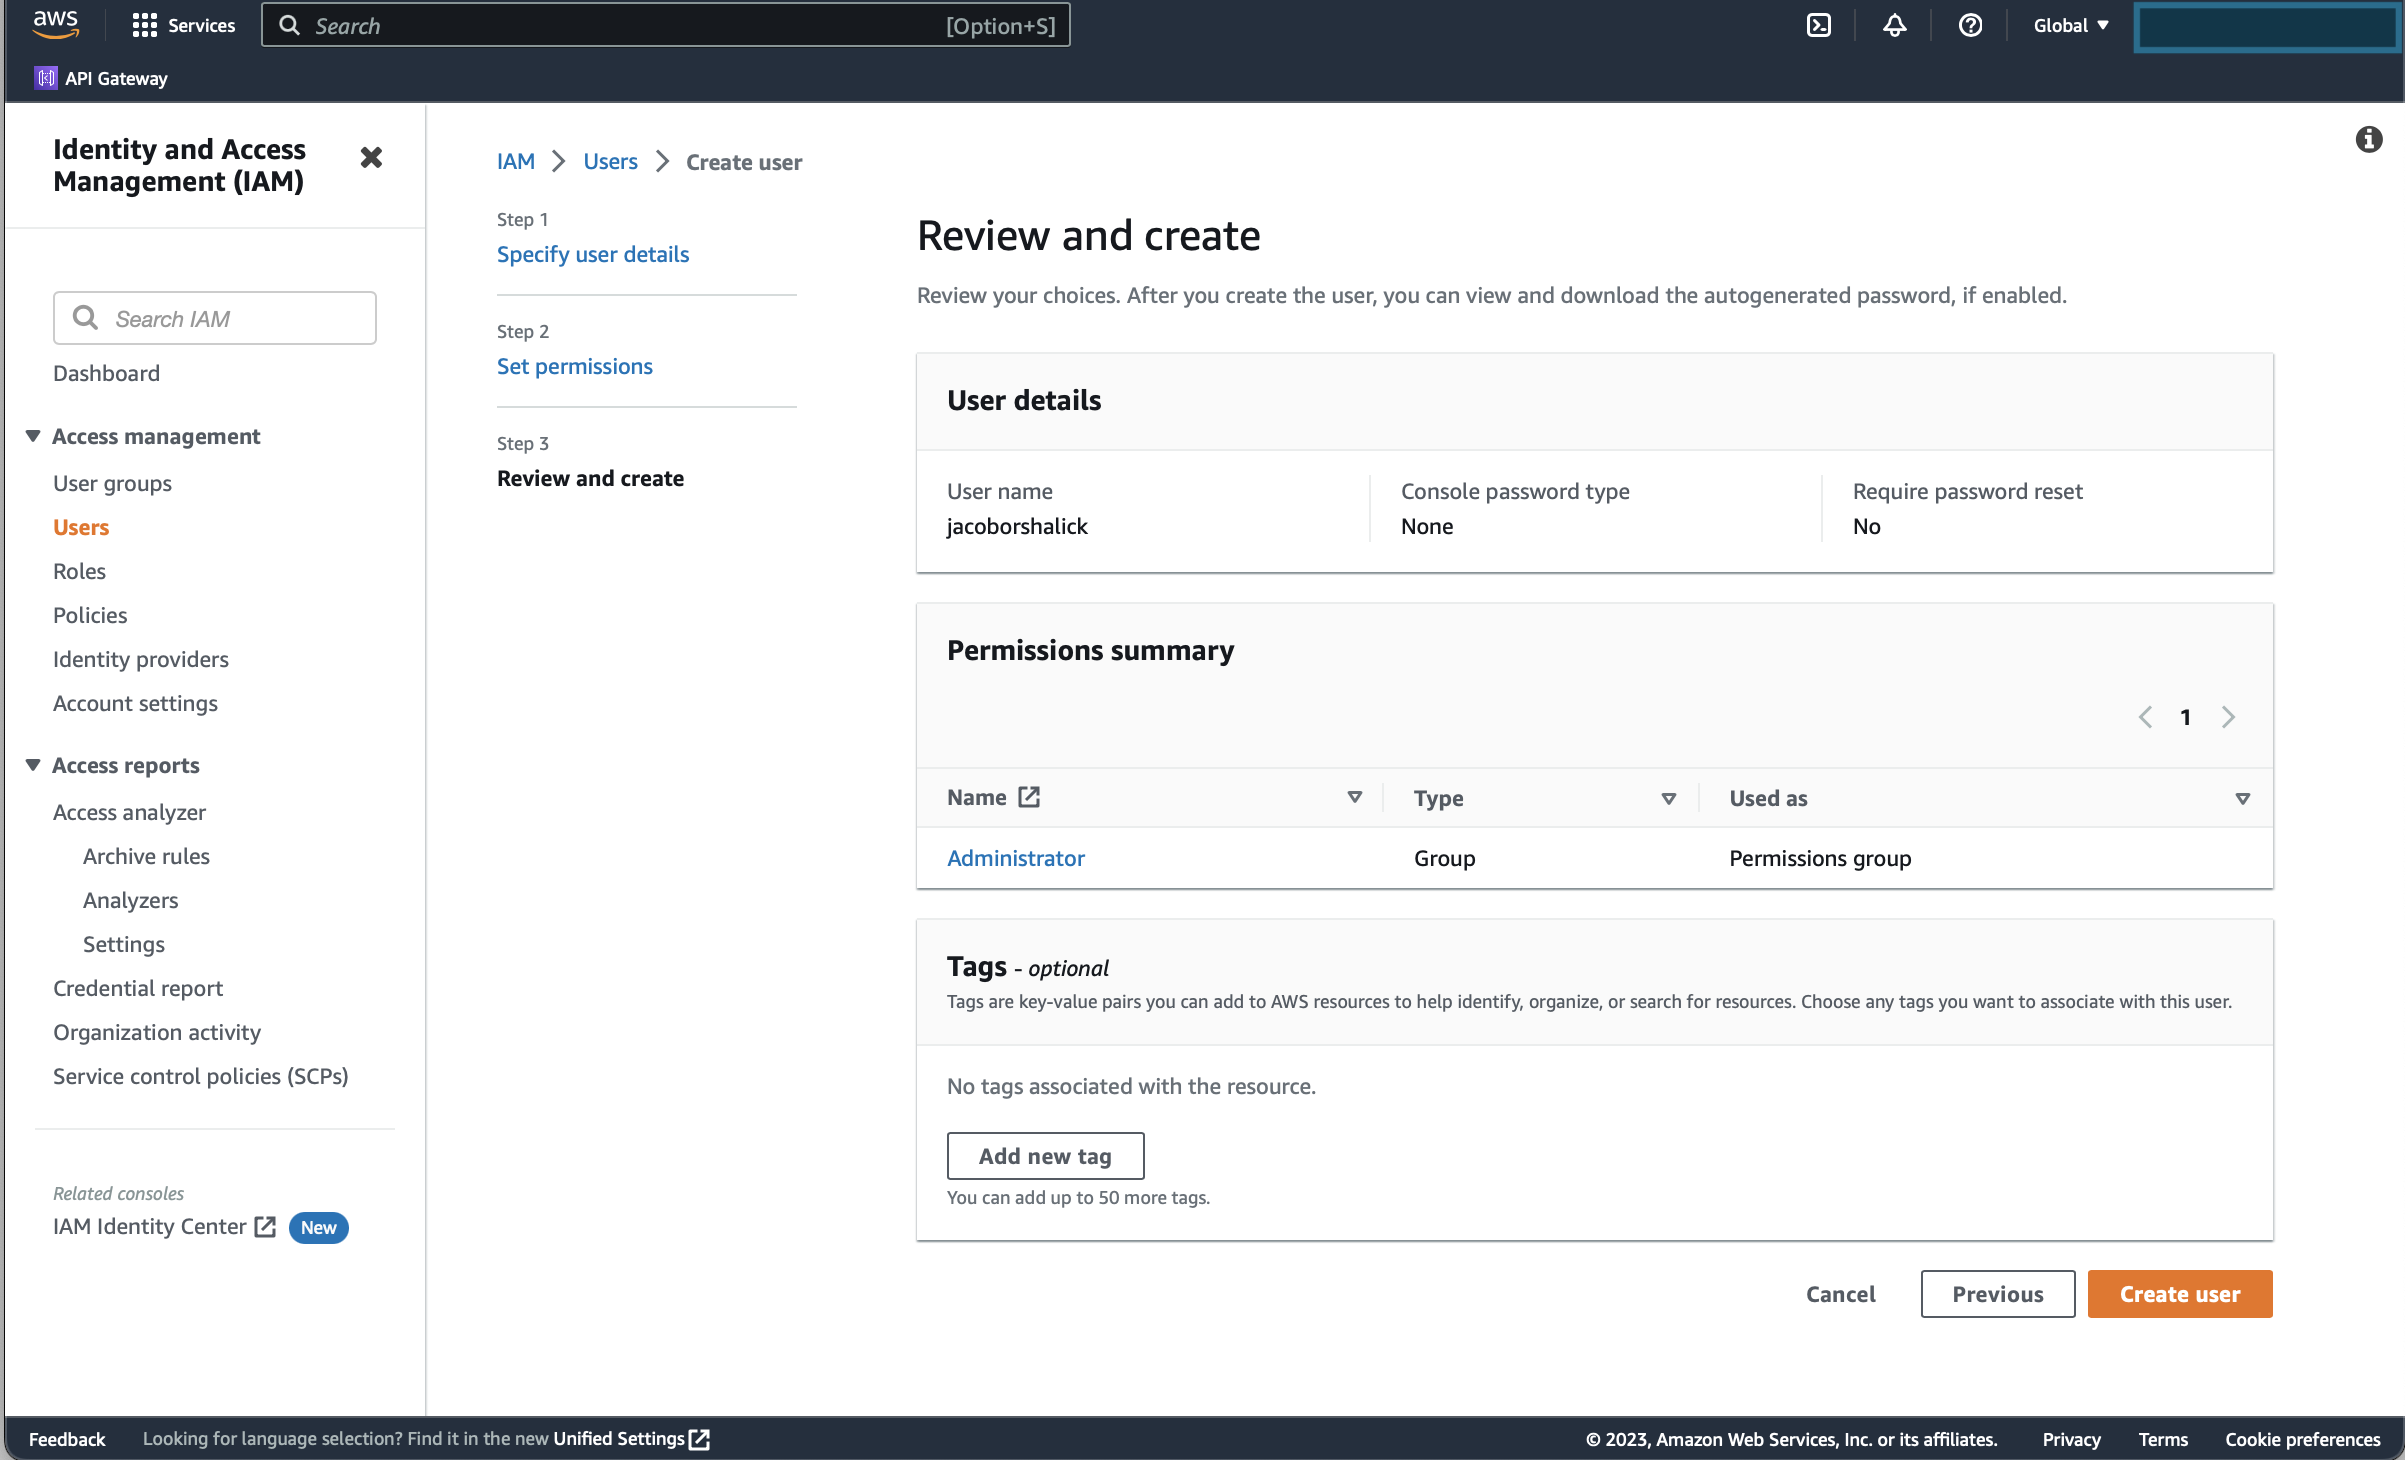 aws
Services
Search
[Option+S]
Global
API Gateway
Identity and Access
Management (IAM)
Search IAM
Dashboard
Access management
User groups
Users
Roles
Policies
Identity providers
Account settings
Access reports
Access analyzer
Archive rules
Analyzers
Settings
Credential report
Organization activity
Service control policies (SCPs)
Related consoles
IAM Identity Center
New
IAM > Users > Create user
Step 1
Specify user details
Step 2
Set permissions
Step 3
Review and create
Review and create
Review your choices. After you create the user, you can view and download the autogenerated password, if enabled.
User details
User name
jacoborshalick
Console password type
None
Require password reset
No
Permissions summary
1
Name
Type
Used as
Administrator
Group
Permissions group
Tags - optional
Tags are key-value pairs you can add to AWS resources to help identify, organize, or search for resources. Choose any tags you want to associate with this user.
No tags associated with the resource.
Add new tag
You can add up to 50 more tags.
Cancel
Previous
Create user
Feedback
Looking for language selection? Find it in the new Unified Settings
© 2023, Amazon Web Services, Inc. or its affiliates.
Privacy
Terms
Cookie preferences